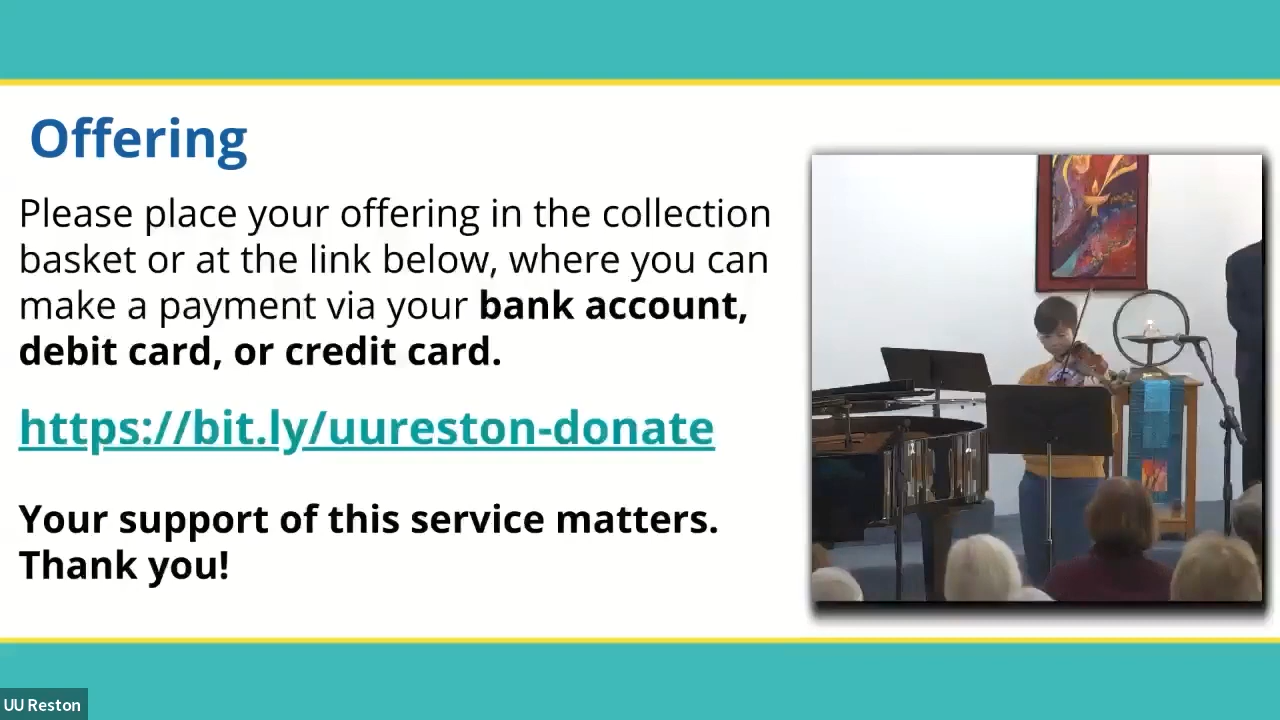 Offering
Please place your offering in the collection
basket or at the link below, where you can
make a payment via your bank account,
debit card, or credit card.
https://bit.ly/uureston-donate
Your support of this service matters.
Thank you!
UU Reston